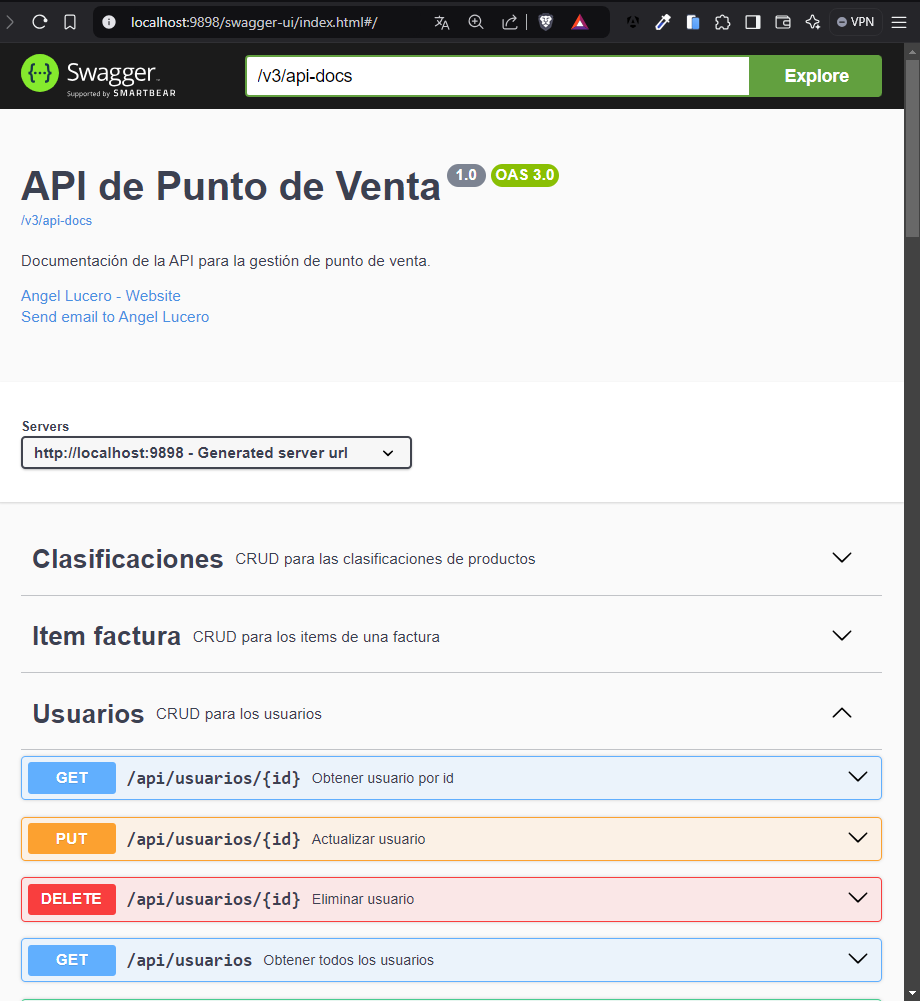 localhost:9898/swagger-ui/index.html#/
VPN
Swagger
Supported by SMARTBEAR
/v3/api-docs
Explore
API de Punto de Venta 1.0 OAS 3.0
/v3/api-docs
Documentación de la API para la gestión de punto de venta.
Angel Lucero - Website
Send email to Angel Lucero
Servers
http://localhost:9898 - Generated server url
Clasificaciones CRUD para las clasificaciones de productos
Item factura CRUD para los items de una factura
Usuarios CRUD para los usuarios
GET /api/usuarios/{id} Obtener usuario por id
PUT /api/usuarios/{id} Actualizar usuario
DELETE /api/usuarios/{id} Eliminar usuario
GET /api/usuarios Obtener todos los usuarios